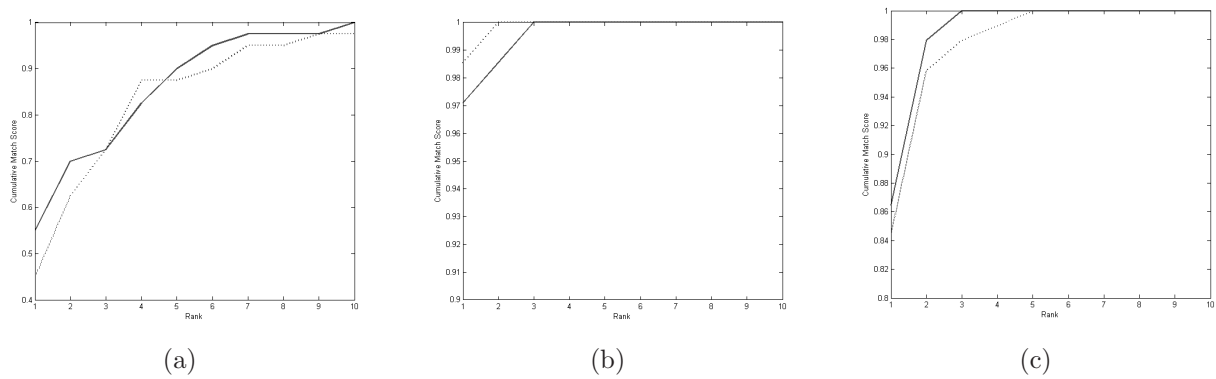 1
0.9
0.8
0.7
0.6
0.5
0.4
Cumulative Match Score
1 2 3 4 5 6 7 8 9 10
Rank
(a)
1
0.99
0.98
0.97
0.96
0.95
0.94
0.93
0.92
0.91
0.9
Cumulative Match Score
1 2 3 4 5 6 7 8 9 10
Rank
(b)
1
0.98
0.96
0.94
0.92
0.9
0.88
0.86
0.84
0.82
0.8
Cumulative Match Score
1 2 3 4 5 6 7 8 9 10
Rank
(c)